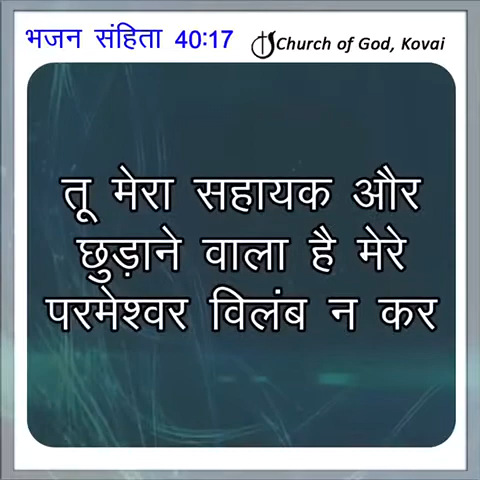 भजन संहिता 40:17
Church of God, Kovai
तू मेरा सहायक और
छुड़ाने वाला है मेरे
परमेश्वर विलंब न कर